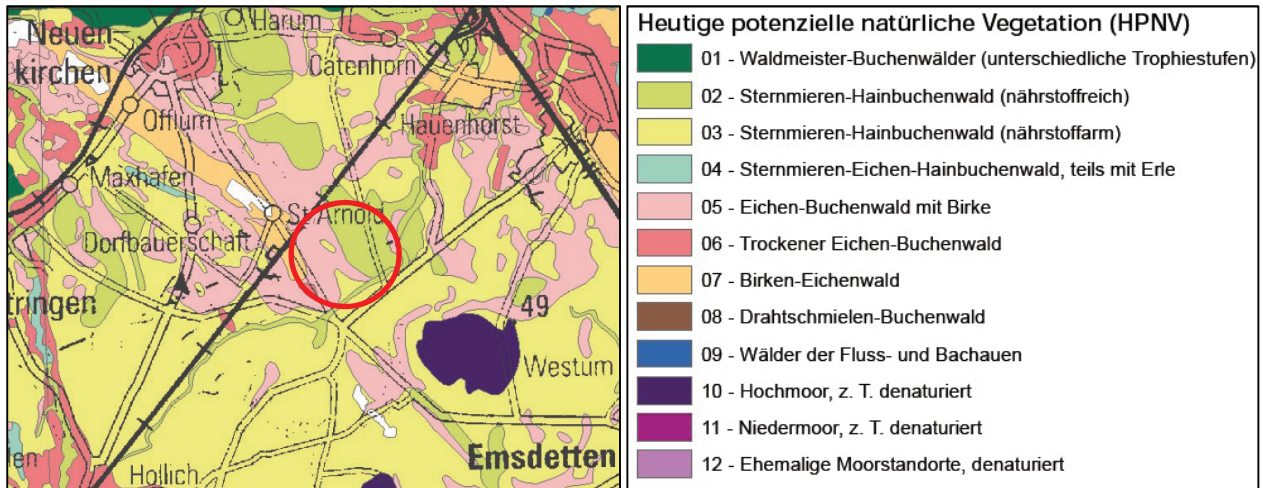 Neuen-
kirchen
Harum
Catenhorn
Offlum
Hauenhorst
Maxhafen
St. Arnold
Dorfbauerschaft
tringen
49
Westum
Emsdetten
Hollich
len
Heutige potenzielle natürliche Vegetation (HPNV)
01 - Waldmeister-Buchenwälder (unterschiedliche Trophiestufen)
02 - Sternmieren-Hainbuchenwald (nährstoffreich)
03 - Sternmieren-Hainbuchenwald (nährstoffarm)
04 - Sternmieren-Eichen-Hainbuchenwald, teils mit Erle
05 - Eichen-Buchenwald mit Birke
06 - Trockener Eichen-Buchenwald
07 - Birken-Eichenwald
08 - Drahtschmielen-Buchenwald
09 - Wälder der Fluss- und Bachauen
10 - Hochmoor, z. T. denaturiert
11 - Niedermoor, z. T. denaturiert
12 - Ehemalige Moorstandorte, denaturiert